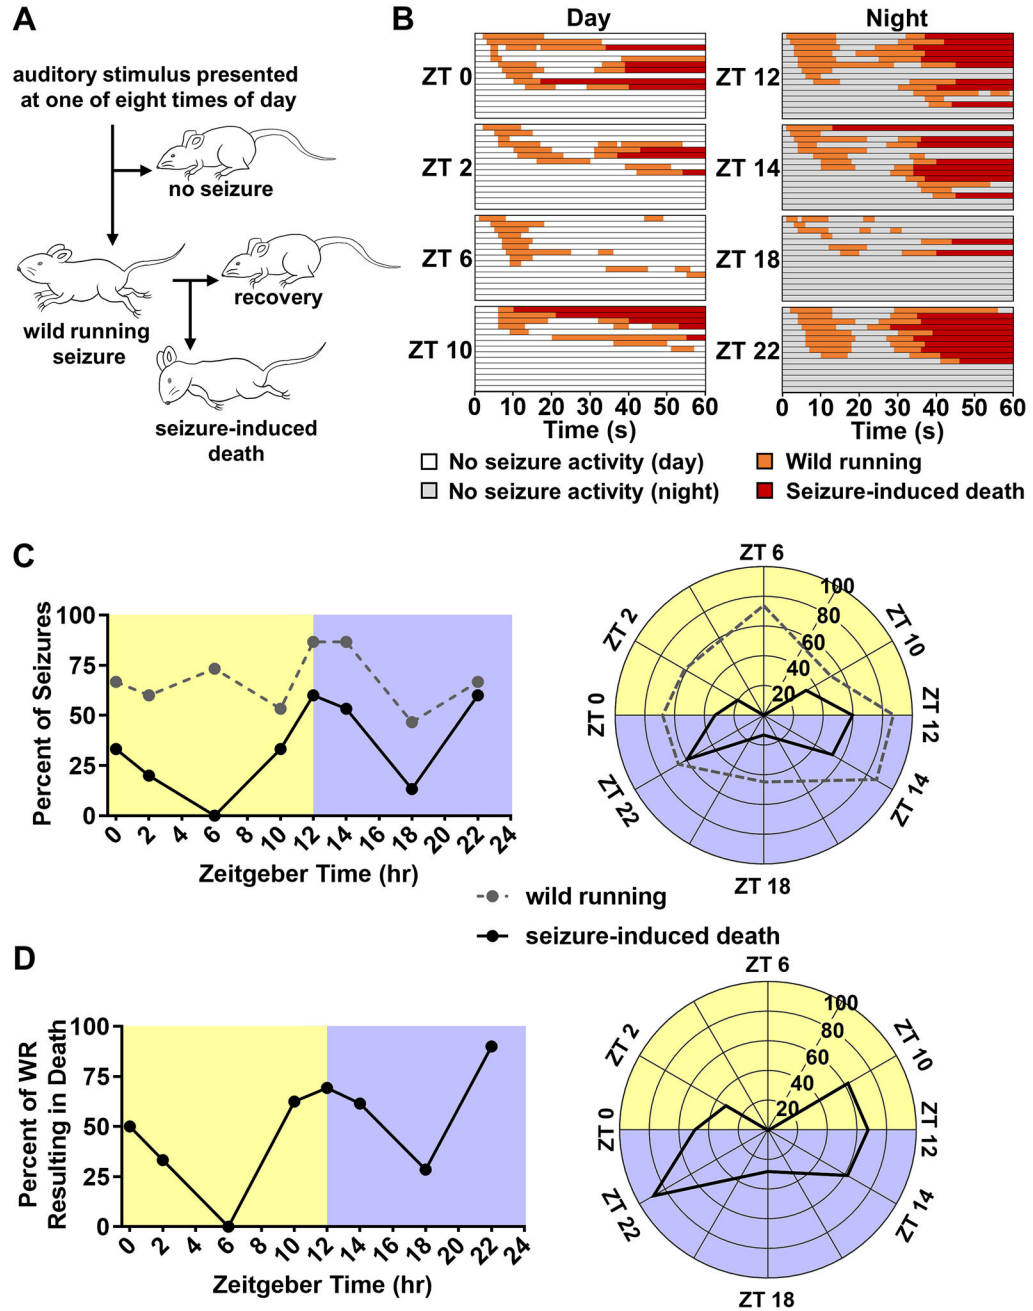 A
auditory stimulus presented
at one of eight times of day
no seizure
wild running
seizure
recovery
seizure-induced
death
B
Day
Night
ZT 0
ZT 2
ZT 6
ZT 10
ZT 12
ZT 14
ZT 18
ZT 22
0 10 20 30 40 50 60
Time (s)
0 10 20 30 40 50 60
Time (s)
No seizure activity (day)
No seizure activity (night)
Wild running
Seizure-induced death
C
Percent of Seizures
100
75
50
25
0
0 2 4 6 8 10 12 14 16 18 20 22 24
Zeitgeber Time (hr)
ZT 6
ZT 2
ZT 10
ZT 0
ZT 12
ZT 22
ZT 14
ZT 18
100
80
60
40
20
wild running
seizure-induced death
D
Percent of WR
Resulting in Death
100
75
50
25
0
0 2 4 6 8 10 12 14 16 18 20 22 24
Zeitgeber Time (hr)
ZT 6
ZT 2
ZT 10
ZT 0
ZT 12
ZT 22
ZT 14
ZT 18
100
80
60
40
20